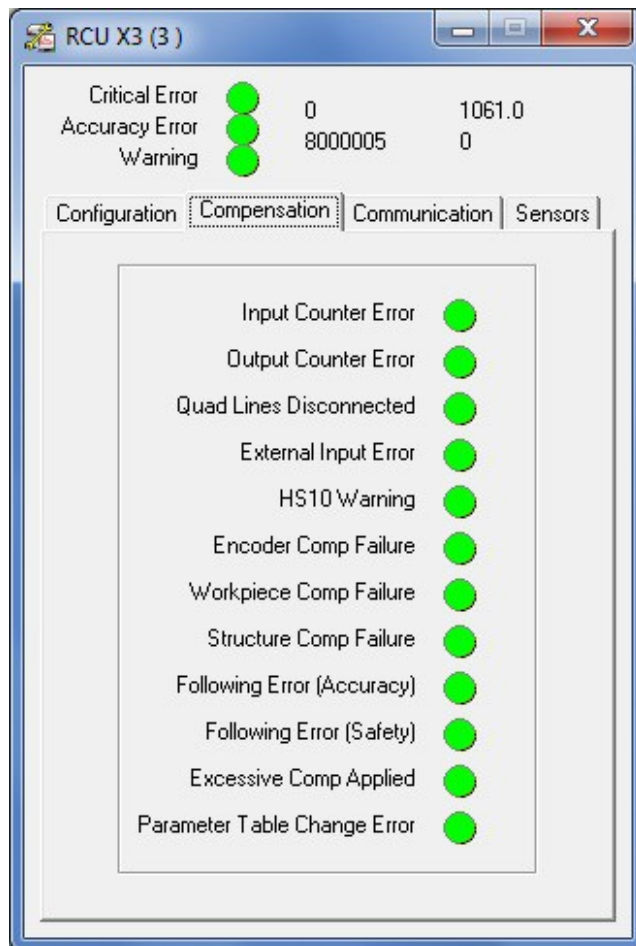 RCU X3 (3 )
Critical Error 0 1061.0
Accuracy Error 8000005 0
Warning
Configuration Compensation Communication Sensors
Input Counter Error
Output Counter Error
Quad Lines Disconnected
External Input Error
HS10 Warning
Encoder Comp Failure
Workpiece Comp Failure
Structure Comp Failure
Following Error (Accuracy)
Following Error (Safety)
Excessive Comp Applied
Parameter Table Change Error